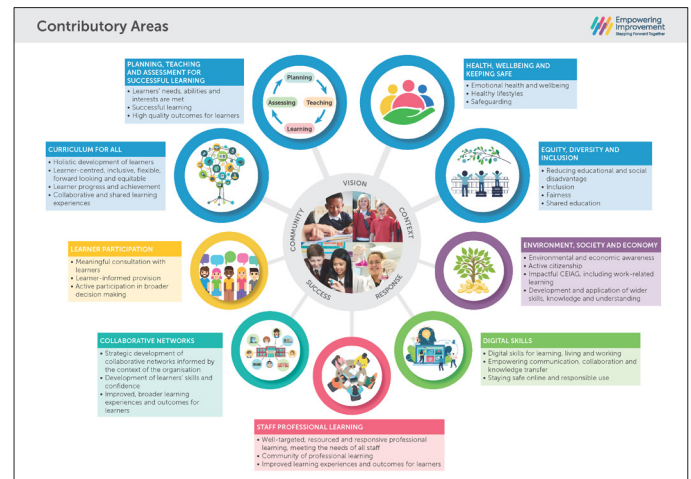 Contributory Areas
Empowering
Improvement
Stepping Forward Together
PLANNING, TEACHING
AND ASSESSMENT FOR
SUCCESSFUL LEARNING
• Learners' needs, abilities and
interests are met
• Successful learning
• High quality outcomes for learners
Planning
Teaching
Learning
Assessing
HEALTH, WELLBEING AND
KEEPING SAFE
• Emotional health and wellbeing
• Healthy lifestyles
• Safeguarding
CURRICULUM FOR ALL
• Holistic development of learners
• Learner-centred, inclusive, flexible,
forward looking and equitable
• Learner progress and achievement
• Collaborative and shared learning
experiences
EQUITY, DIVERSITY AND
INCLUSION
• Reducing educational and social
disadvantage
• Inclusion
• Fairness
• Shared education
VISION
CONTEXT
RESPONSE
SUCCESS
COMMUNITY
LEARNER PARTICIPATION
• Meaningful consultation with
learners
• Learner-informed provision
• Active participation in broader
decision making
ENVIRONMENT, SOCIETY AND ECONOMY
• Environmental and economic awareness
• Active citizenship
• Impactful CEIAG, including work-related
learning
• Development and application of wider
skills, knowledge and understanding
COLLABORATIVE NETWORKS
• Strategic development of
collaborative networks informed by
the context of the organisation
• Development of learners' skills and
confidence
• Improved, broader learning
experiences and outcomes for
learners
DIGITAL SKILLS
• Digital skills for learning, living and working
• Empowering communication, collaboration and
knowledge transfer
• Staying safe online and responsible use
STAFF PROFESSIONAL LEARNING
• Well-targeted, resourced and responsive professional
learning, meeting the needs of all staff
• Community of professional learning
• Improved learning experiences and outcomes for learners